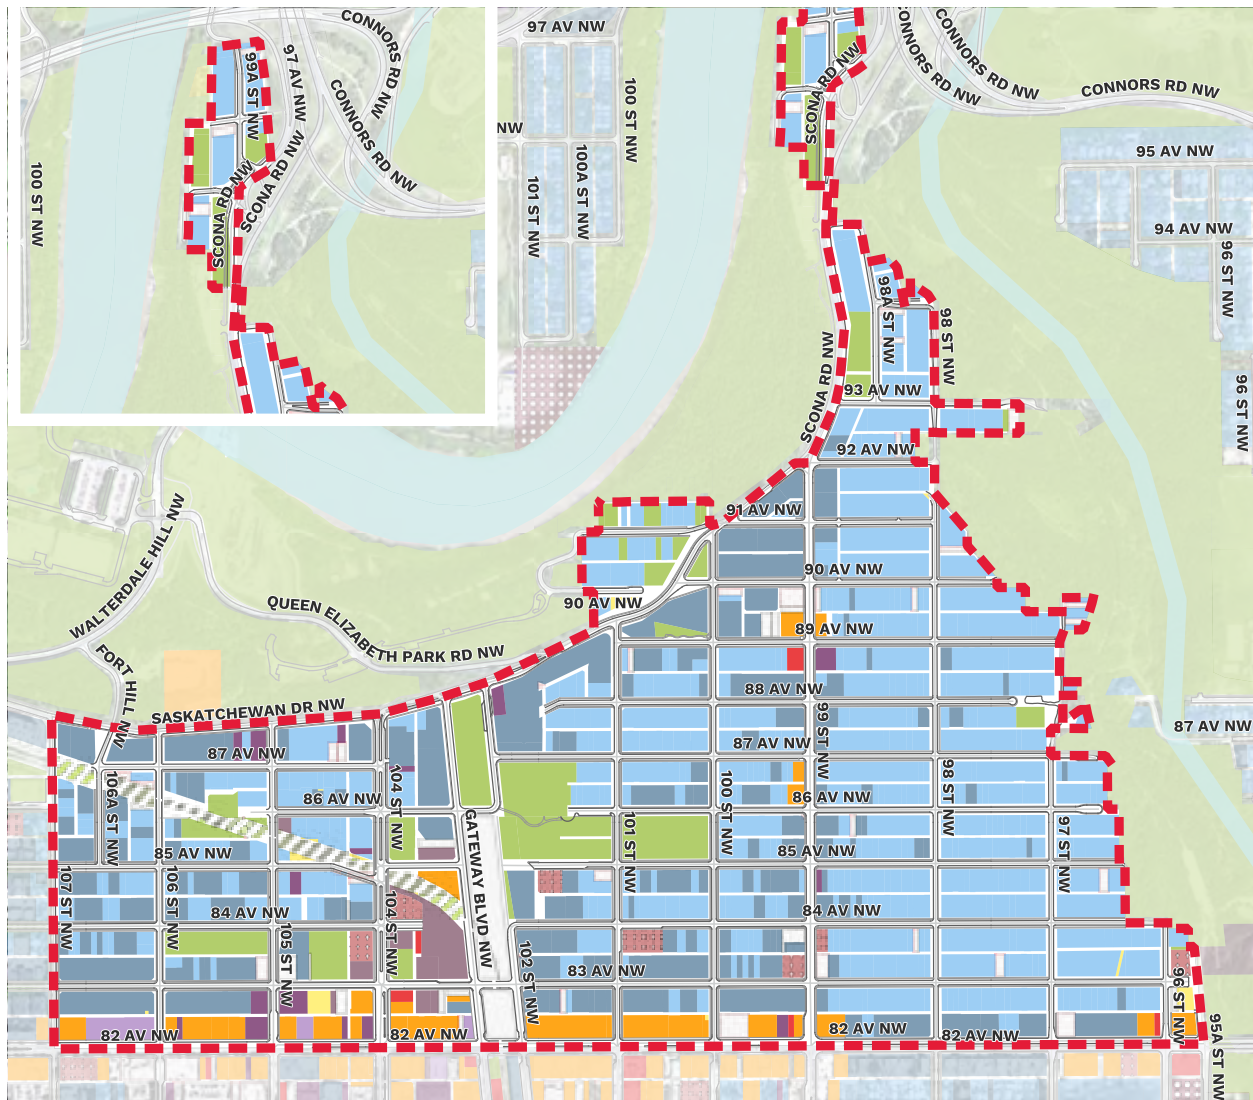 CONNORS RD NW
97 AV NW
99A ST NW
CONNORS RD NW
SCONA RD NW
SCONA RD NW
100 ST NW
97 AV NW
100 ST NW
NW
100A ST NW
101 ST NW
SCONA RD NW
CONNORS RD NW
CONNORS RD NW
CONNORS RD NW
95 AV NW
94 AV NW
96 ST NW
96 ST NW
98A ST NW
98 ST NW
SCONA RD NW
93 AV NW
92 AV NW
91 AV NW
90 AV NW
90 AV NW
89 AV NW
88 AV NW
87 AV NW
WALTERDALE HILL NW
QUEEN ELIZABETH PARK RD NW
FORT HILL NW
SASKATCHEWAN DR NW
87 AV NW
87 AV NW
99 ST NW
86 AV NW
86 AV NW
106A ST NW
104 ST NW
GATEWAY BLVD NW
101 ST NW
100 ST NW
98 ST NW
97 ST NW
85 AV NW
85 AV NW
107 ST NW
106 ST NW
84 AV NW
84 AV NW
105 ST NW
104 ST NW
102 ST NW
83 AV NW
96 ST NW
95A ST NW
82 AV NW
82 AV NW
82 AV NW
82 AV NW